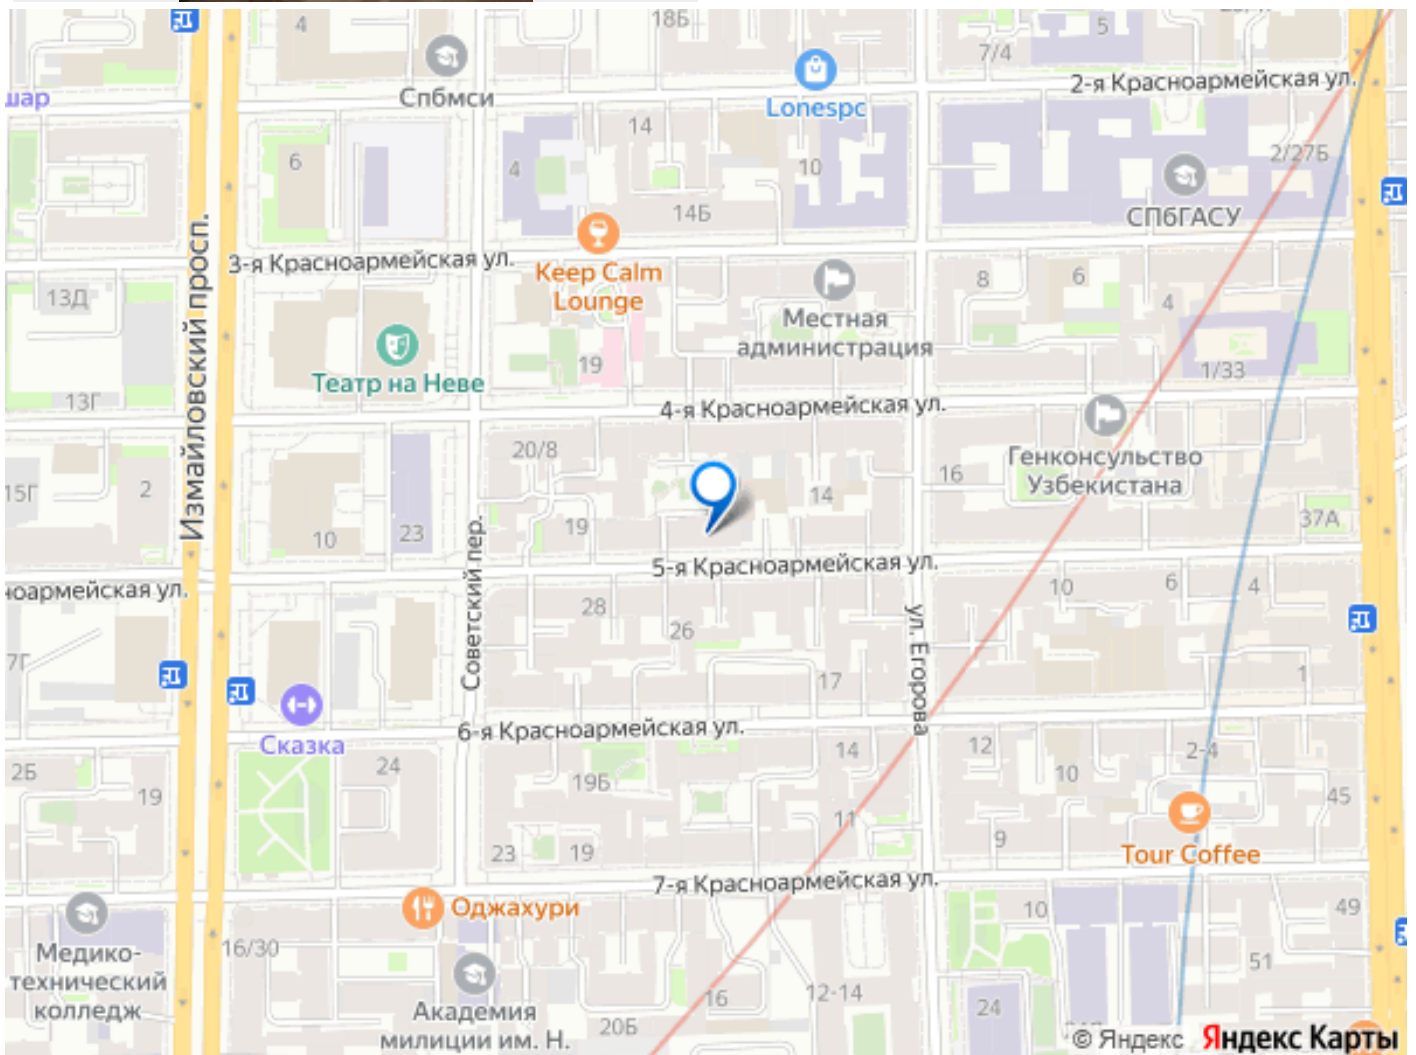 4
18Б
5
7/4
2-я Красноармейская ул.
шар
Спбмси
Lonespc
14
6
4
10
2/27Б
14Б
СПбГАСУ
Измайловский просп.
3-я Красноармейская ул.
Keep Calm
Lounge
8
6
4
13Д
Местная
администрация
Театр на Неве
19
1/33
13Г
4-я Красноармейская ул.
20/8
Генконсульство
Узбекистана
16
15Г
2
14
10
23
19
37А
Советский пер.
5-я Красноармейская ул.
ноармейская ул.
28
26
10
6
4
ул. Егорова
7Г
17
1
6-я Красноармейская ул.
Сказка
14
12
2-4
2Б
24
19Б
10
19
45
11
9
23
19
Tour Coffee
7-я Красноармейская ул.
Оджахури
10
49
16/30
Медико-
технический
колледж
51
Академия
милиции им. Н.
16
12-14
24
20Б
© Яндекс Яндекс Карты